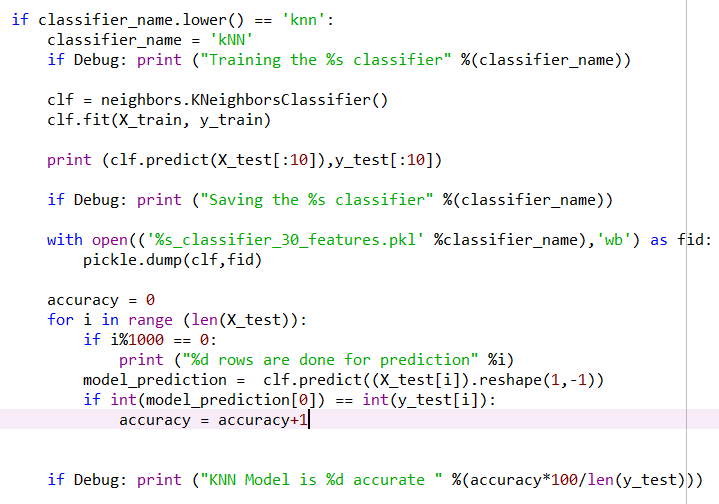 if classifier_name.lower() == 'knn':
    classifier_name = 'kNN'
    if Debug: print ("Training the %s classifier" %(classifier_name))
    clf = neighbors.KNeighborsClassifier()
    clf.fit(X_train, y_train)
    print (clf.predict(X_test[:10]),y_test[:10])
    if Debug: print ("Saving the %s classifier" %(classifier_name))
    with open(('%s_classifier_30_features.pkl' %classifier_name),'wb') as fid:
        pickle.dump(clf,fid)
    accuracy = 0
    for i in range (len(X_test)):
        if i%1000 == 0:
            print ("%d rows are done for prediction" %i)
        model_prediction =  clf.predict((X_test[i]).reshape(1,-1))
        if int(model_prediction[0]) == int(y_test[i]):
            accuracy = accuracy+1
    if Debug: print ("KNN Model is %d accurate " %(accuracy*100/len(y_test)))